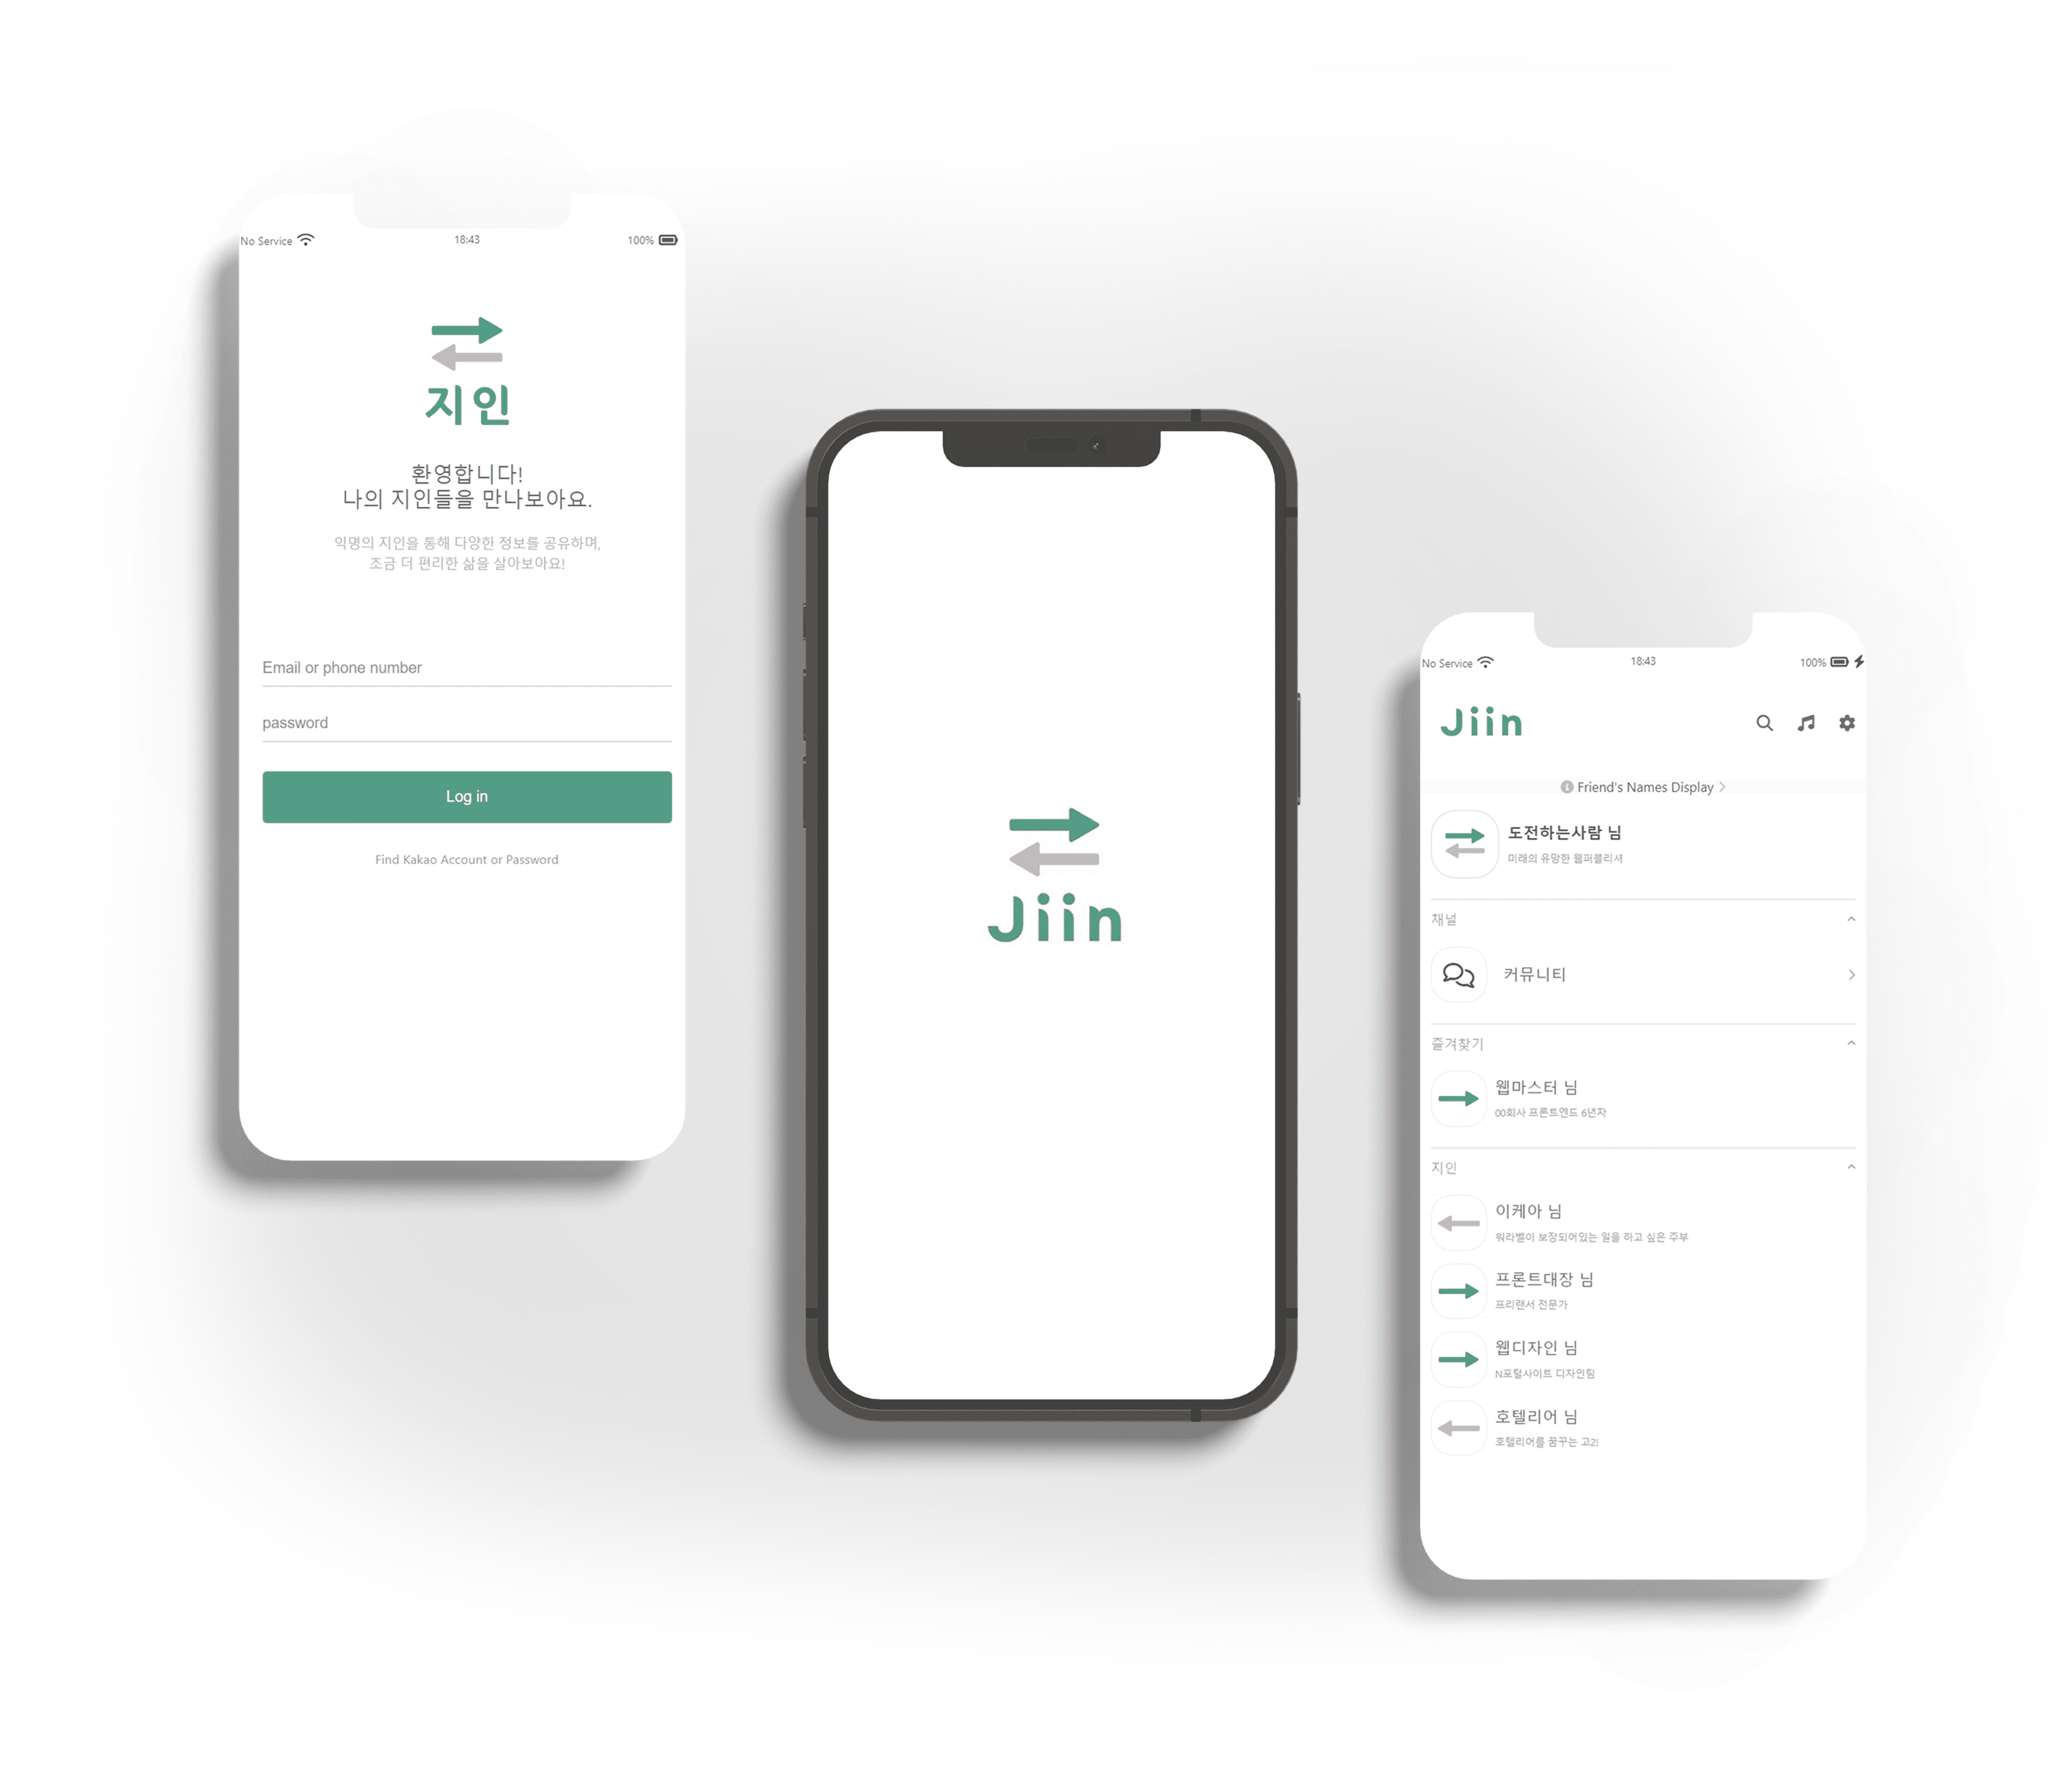 No Service 18:43 100%
지인
환영합니다!
나의 지인들을 만나보아요.
익명의 지인을 통해 다양한 정보를 공유하며,
조금 더 편리한 삶을 살아보아요!
Email or phone number
password
Log in
Find Kakao Account or Password
Jiin
No Service 18:43 100%
Jiin
Friend's Names Display
도전하는사람 님
미래의 유망한 웹퍼블리셔
채널
커뮤니티
즐겨찾기
웹마스터 님
00회사 프론트엔드 6년차
지인
이케아 님
워라벨이 보장되어있는 일을 하고 싶은 주부
프론트대장 님
프리랜서 전문가
웹디자인 님
N포털사이트 디자인팀
호텔리어 님
호텔리어를 꿈꾸는 고2!